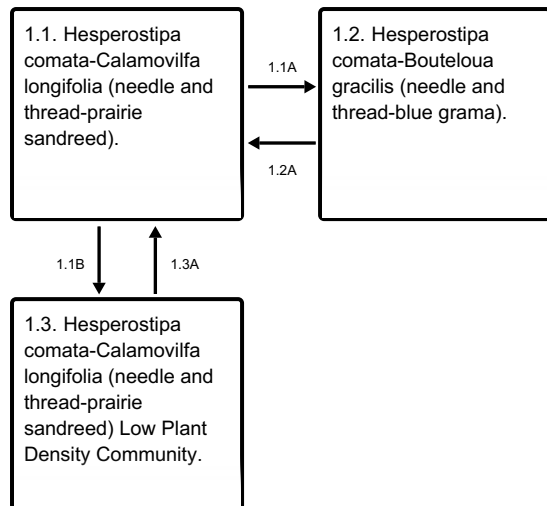 1.1. Hesperostipa
comata-Calamovilfa
longifolia (needle and
thread-prairie
sandreed).
1.1A
1.2A
1.2. Hesperostipa
comata-Bouteloua
gracilis (needle and
thread-blue grama).
1.1B
1.3A
1.3. Hesperostipa
comata-Calamovilfa
longifolia (needle and
thread-prairie
sandreed) Low Plant
Density Community.